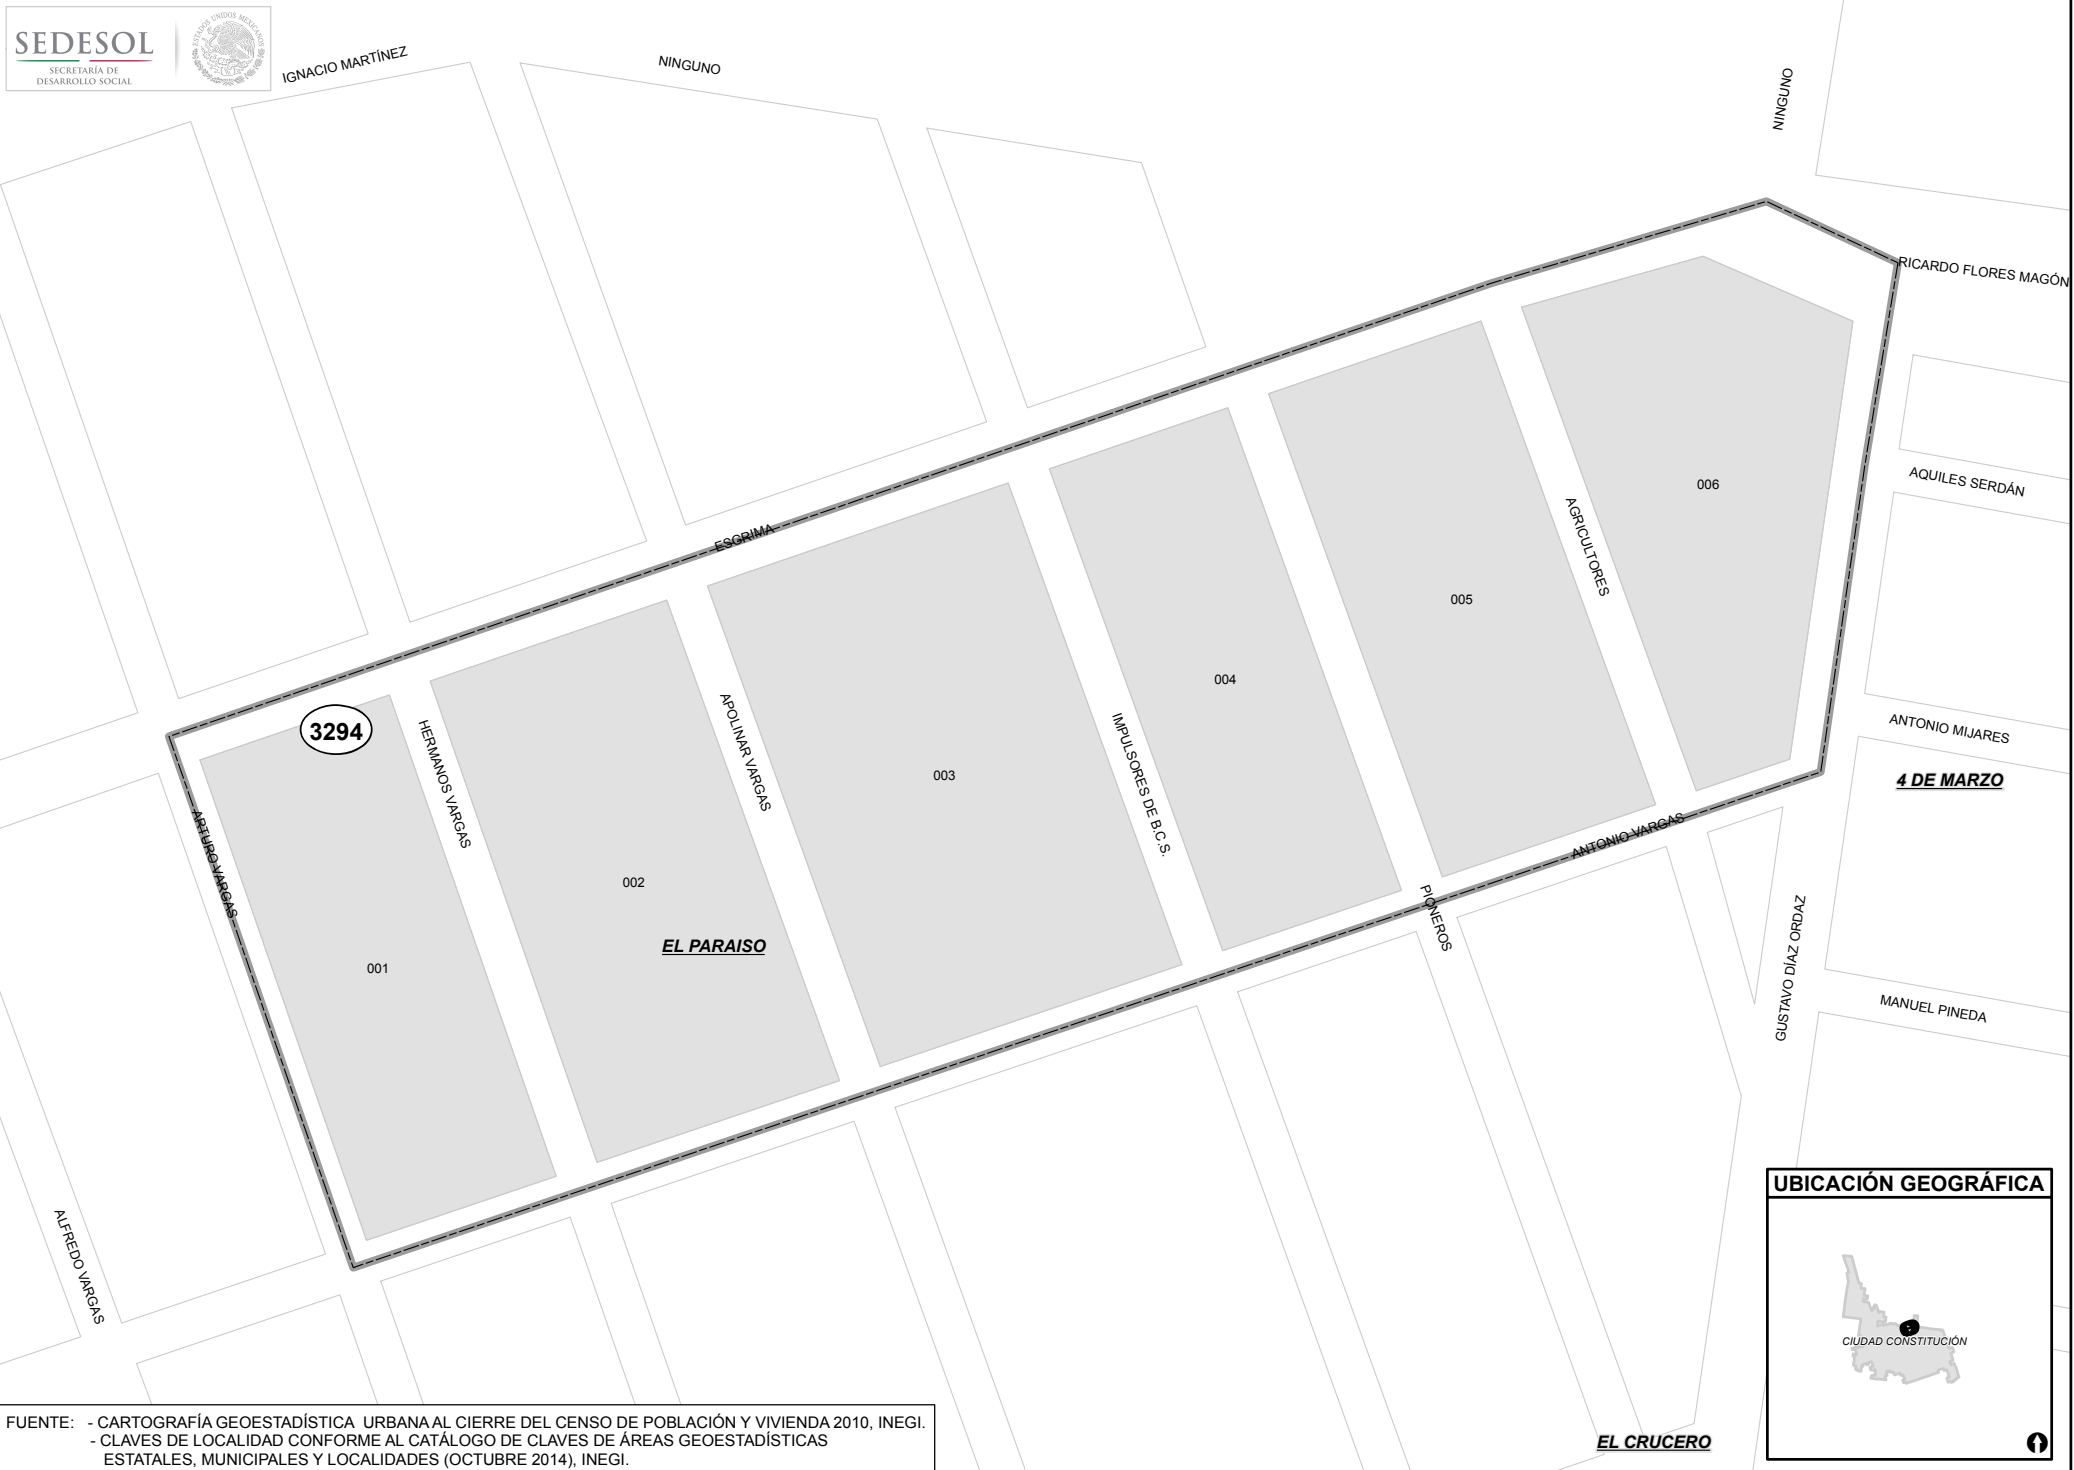 SEDESOL
SECRETARÍA DE
DESARROLLO SOCIAL
ESTADOS UNIDOS MEXICANOS
IGNACIO MARTÍNEZ
NINGUNO
NINGUNO
RICARDO FLORES MAGÓN
AQUILES SERDÁN
006
AGRICULTORES
ESGRIMA
005
004
3294
HERMANOS VARGAS
APOLINAR VARGAS
IMPULSORES DE B.C.S.
003
ANTONIO MIJARES
4 DE MARZO
ARTURO VARGAS
ANTONIO VARGAS
002
PIONEROS
EL PARAISO
001
GUSTAVO DÍAZ ORDAZ
MANUEL PINEDA
ALFREDO VARGAS
UBICACIÓN GEOGRÁFICA
CIUDAD CONSTITUCIÓN
EL CRUCERO
FUENTE: - CARTOGRAFÍA GEOESTADÍSTICA URBANA AL CIERRE DEL CENSO DE POBLACIÓN Y VIVIENDA 2010, INEGI.
- CLAVES DE LOCALIDAD CONFORME AL CATÁLOGO DE CLAVES DE ÁREAS GEOESTADÍSTICAS
ESTATALES, MUNICIPALES Y LOCALIDADES (OCTUBRE 2014), INEGI.